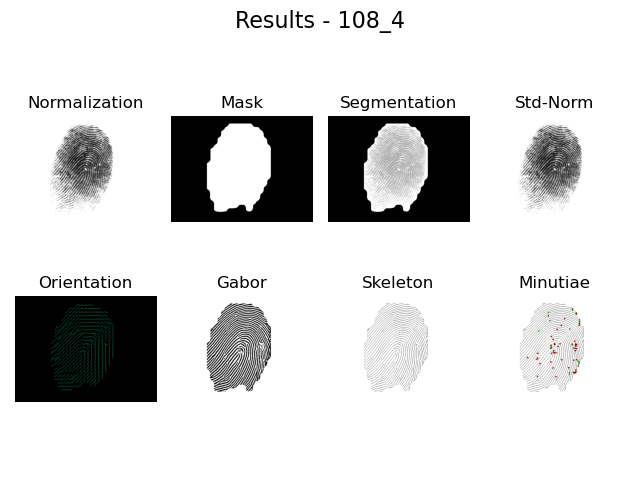 Results - 108_4
Normalization Mask Segmentation Std-Norm
Orientation Gabor Skeleton Minutiae